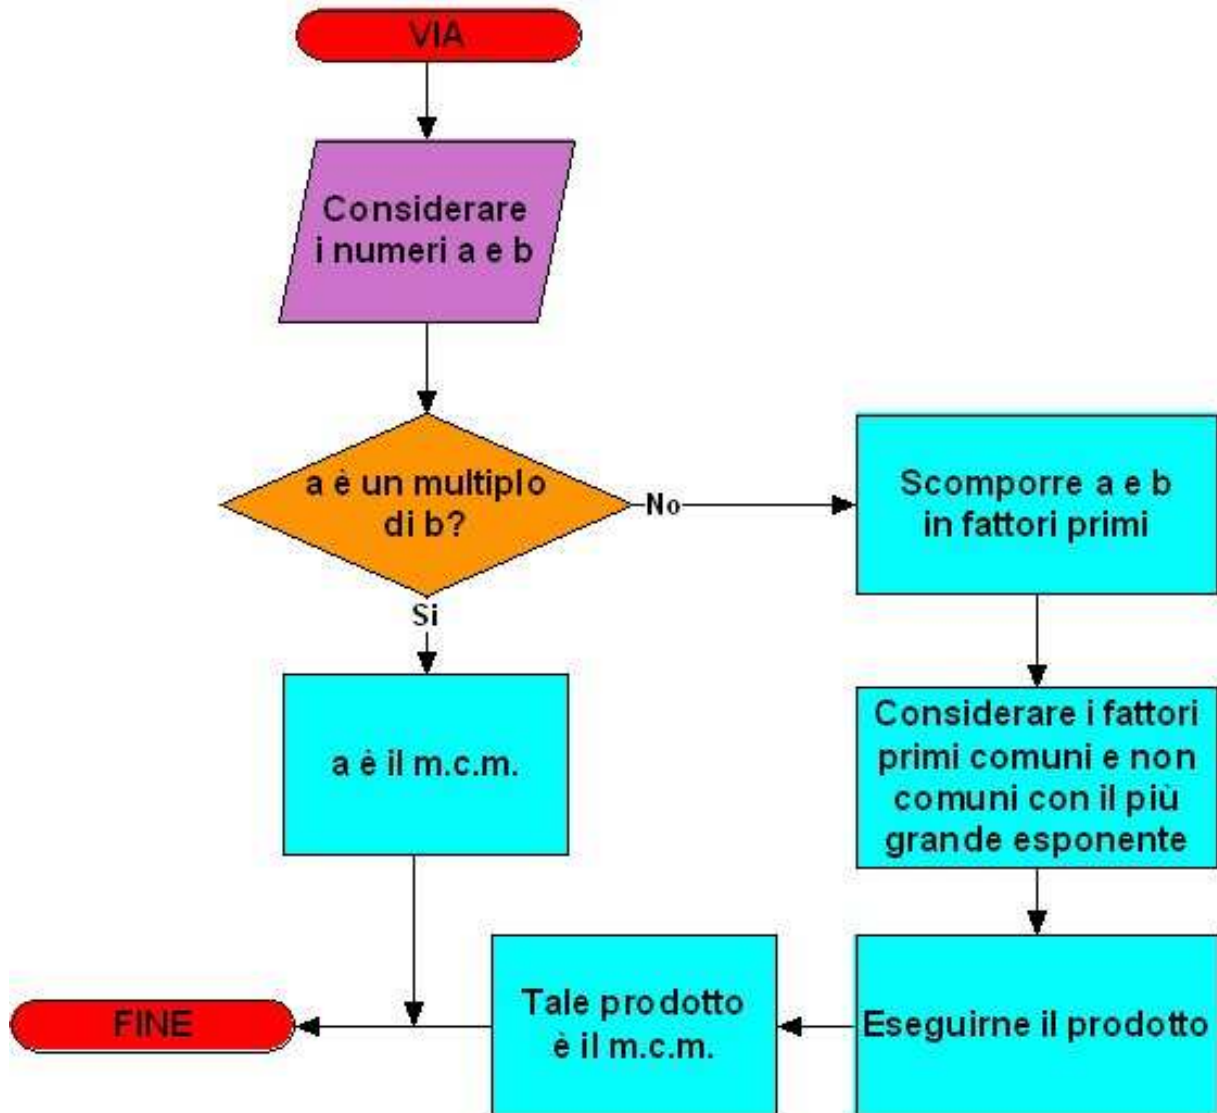 VIA
Considerare
i numeri a e b
a è un multiplo
di b?
No
Scomporre a e b
in fattori primi
Si
a è il m.c.m.
Considerare i fattori
primi comuni e non
comuni con il più
grande esponente
Eseguirne il prodotto
Tale prodotto
è il m.c.m.
FINE